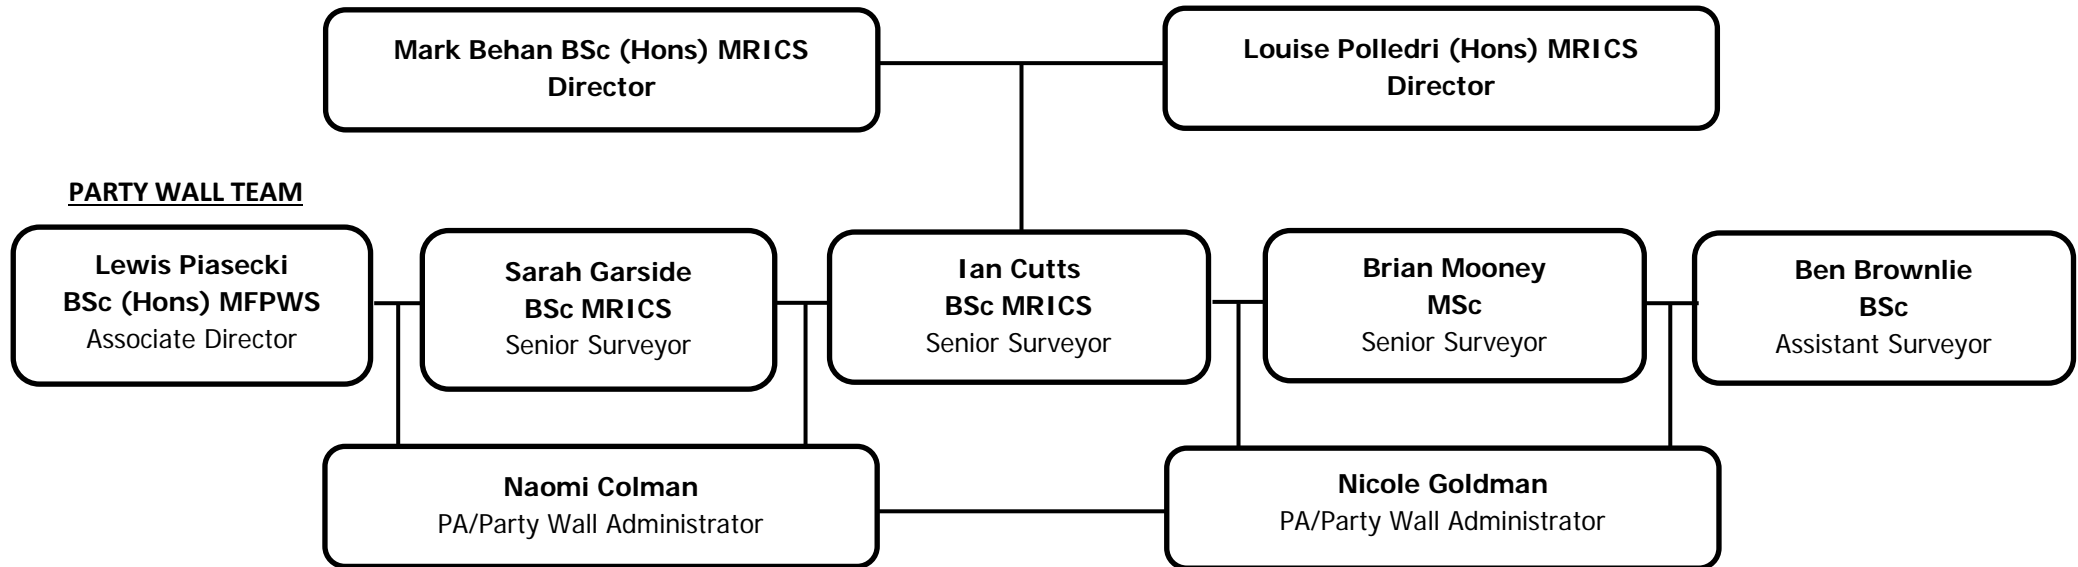 Mark Behan BSc (Hons) MRICS
Director
Louise Polledri (Hons) MRICS
Director
PARTY WALL TEAM
Lewis Piasecki
BSc (Hons) MFPWS
Associate Director
Sarah Garside
BSc MRICS
Senior Surveyor
Ian Cutts
BSc MRICS
Senior Surveyor
Brian Mooney
MSc
Senior Surveyor
Ben Brownlie
BSc
Assistant Surveyor
Naomi Colman
PA/Party Wall Administrator
Nicole Goldman
PA/Party Wall Administrator